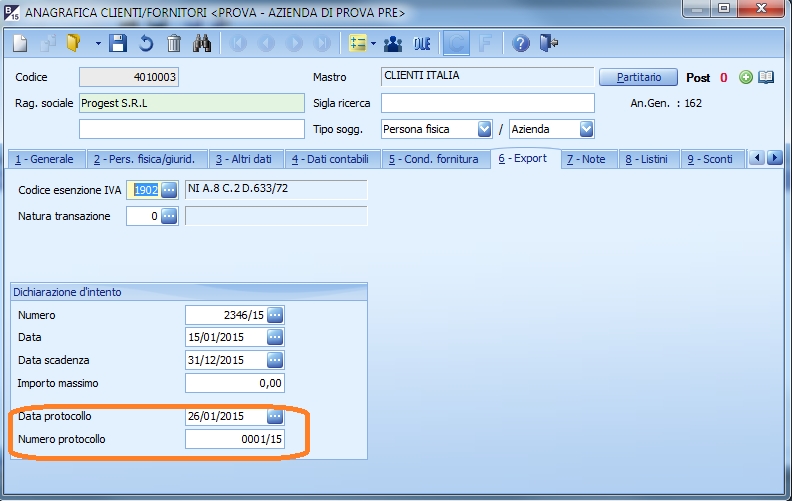 B 15 ANAGRAFICA CLIENTI/FORNITORI <PROVA - AZIENDA DI PROVA PRE>
OLE C F
Codice 4010003 Mastro CLIENTI ITALIA Partitario Post 0
Rag. sociale Progest S.R.L Sigla ricerca An.Gen. : 162
Tipo sogg. Persona fisica / Azienda
1 - Generale 2 - Pers. fisica/giurid. 3 - Altri dati 4 - Dati contabili 5 - Cond. fornitura 6 - Export 7 - Note 8 - Listini 9 - Sconti
Codice esenzione IVA 1902 NI A.8 C.2 D.633/72
Natura transazione 0
Dichiarazione d'intento
Numero 2346/15
Data 15/01/2015
Data scadenza 31/12/2015
Importo massimo 0,00
Data protocollo 26/01/2015
Numero protocollo 0001/15